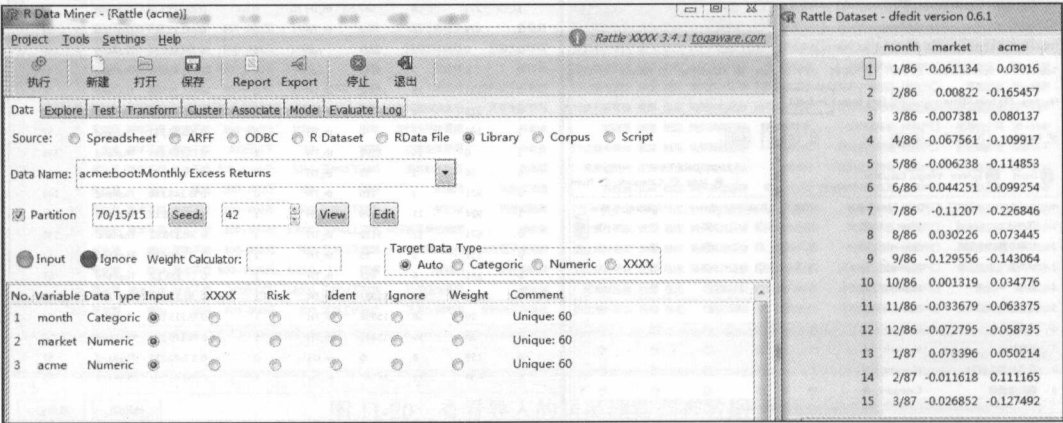 R Data Miner - [Rattle (acme)]
Project Tools Settings Help
Rattle XXXX 3.4.1 togaware.com
执行 新建 打开 保存 Report Export 停止 退出
Data Explore Test Transform Cluster Associate Mode Evaluate Log
Source: Spreadsheet ARFF ODBC R Dataset RData File Library Corpus Script
Data Name: acme:boot:Monthly Excess Returns
Partition 70/15/15 Seed: 42 View Edit
Input Ignore Weight Calculator:
Target Data Type
Auto Categoric Numeric XXXX
No. Variable Data Type Input XXXX Risk Ident Ignore Weight Comment
1 month Categoric Unique: 60
2 market Numeric Unique: 60
3 acme Numeric Unique: 60
Rattle Dataset - dfedit version 0.6.1
month market acme
1 1/86 -0.061134 0.03016
2 2/86 0.00822 -0.165457
3 3/86 -0.007381 0.080137
4 4/86 -0.067561 -0.109917
5 5/86 -0.006238 -0.114853
6 6/86 -0.044251 -0.099254
7 7/86 -0.11207 -0.226846
8 8/86 0.030226 0.073445
9 9/86 -0.129556 -0.143064
10 10/86 0.001319 0.034776
11 11/86 -0.033679 -0.063375
12 12/86 -0.072795 -0.058735
13 1/87 0.073396 0.050214
14 2/87 -0.011618 0.111165
15 3/87 -0.026852 -0.127492